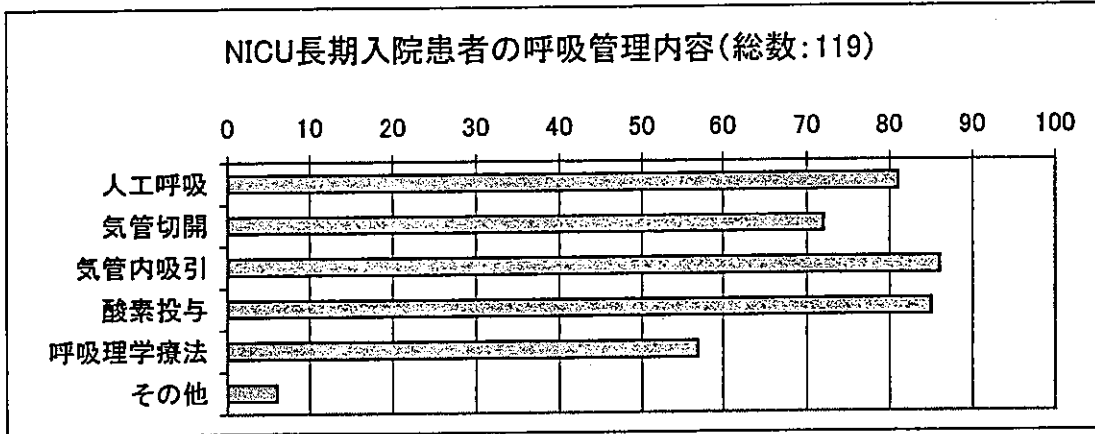 NICU長期入院患者の呼吸管理内容(総数:119)
0 10 20 30 40 50 60 70 80 90 100
人工呼吸
気管切開
気管内吸引
酸素投与
呼吸理学療法
その他